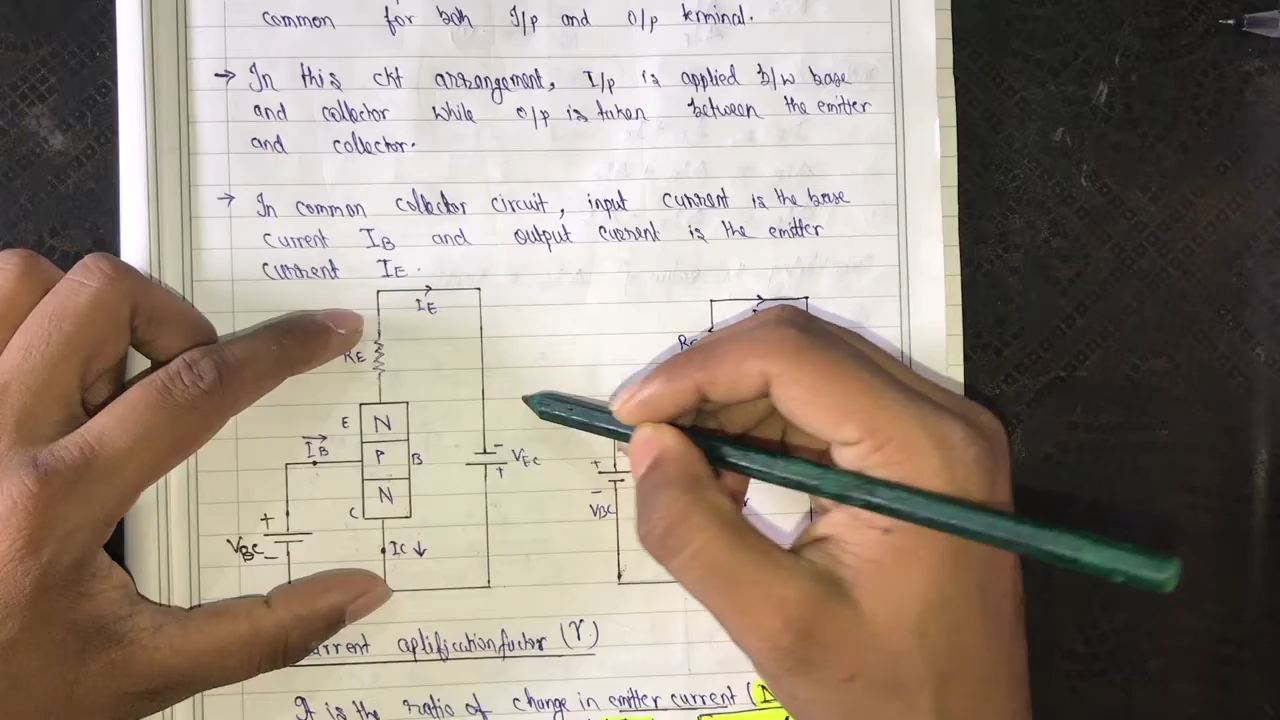 common for both I/p and O/p terminal.
→ In this ckt arrangement, I/p is applied b/w base
and collector while o/p is taken between the emitter
and collector.
→ In common collector circuit, input current is the base
current IB and output current is the emitter
current IE.
IE
RE
E N
IB P B
N
C
VEC
- +
+ -
VBC
IC ↓
+ -
VBC
aplification factor (γ)
It is the ratio of change in emitter current (